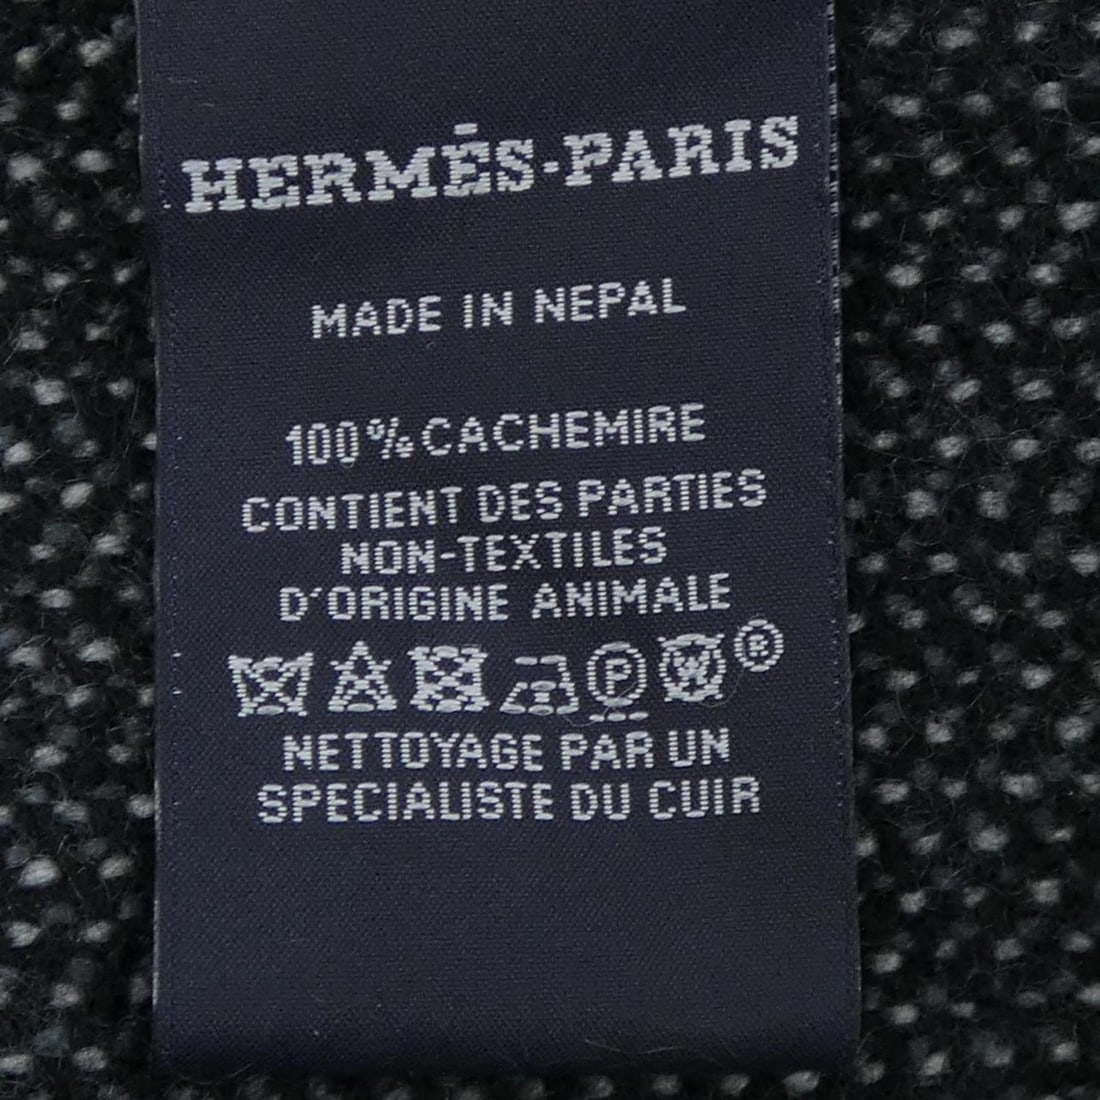 HERMĒS·PARIS
MADE IN NEPAL
100% CACHEMIRE
CONTIENT DES PARTIES
NON-TEXTILES
D'ORIGINE ANIMALE
P W ®
NETTOYAGE PAR UN
SPECIALISTE DU CUIR